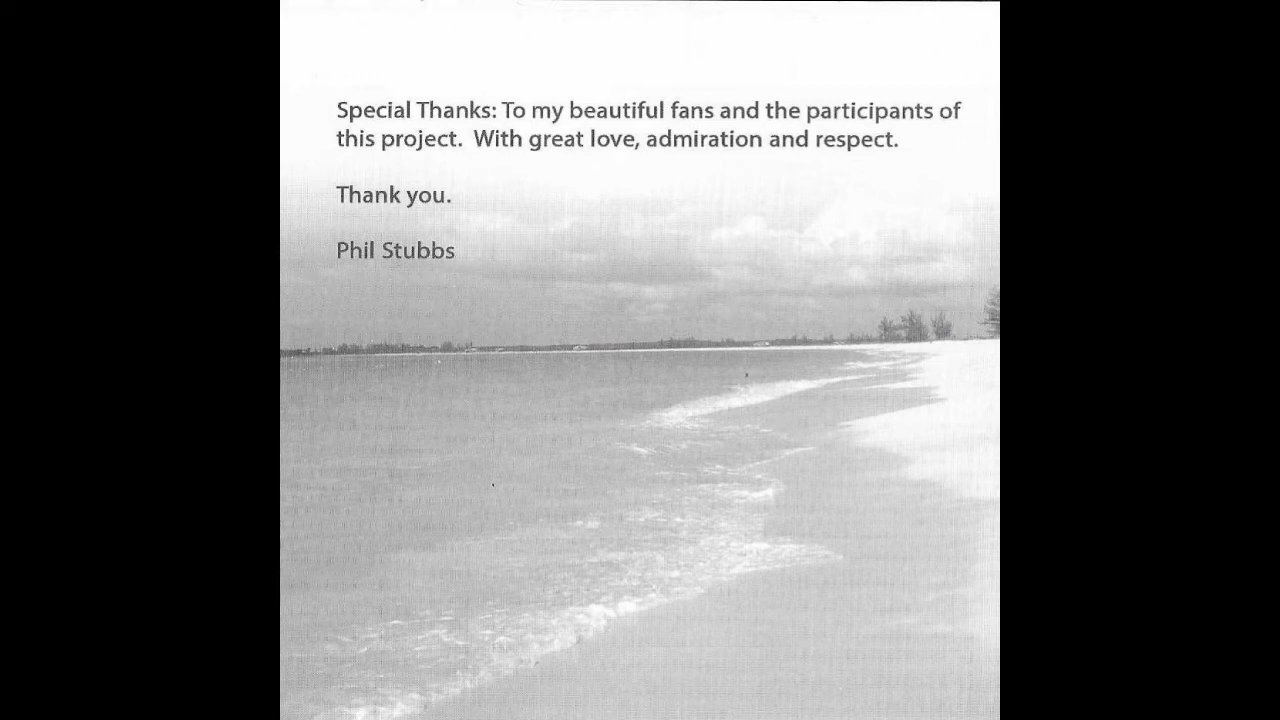 Special Thanks: To my beautiful fans and the participants of
this project.  With great love, admiration and respect.
Thank you.
Phil Stubbs